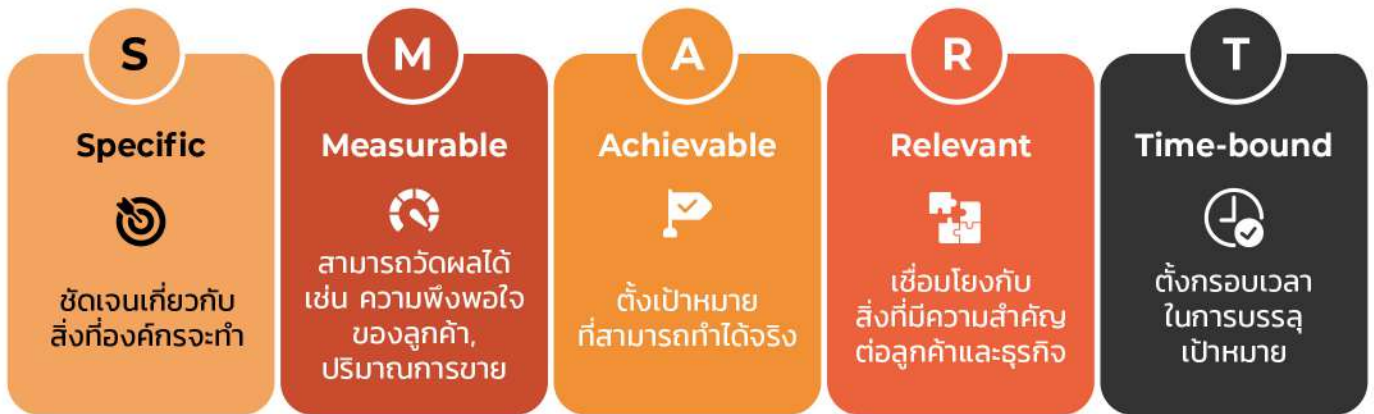 S
Specific
ชัดเจนเกี่ยวกับ
สิ่งที่องค์กรจะทำ
M
Measurable
สามารถวัดผลได้
เช่น ความพึงพอใจ
ของลูกค้า,
ปริมาณการขาย
A
Achievable
ตั้งเป้าหมาย
ที่สามารถทำได้จริง
R
Relevant
เชื่อมโยงกับ
สิ่งที่มีความสำคัญ
ต่อลูกค้าและธุรกิจ
T
Time-bound
ตั้งกรอบเวลา
ในการบรรลุ
เป้าหมาย